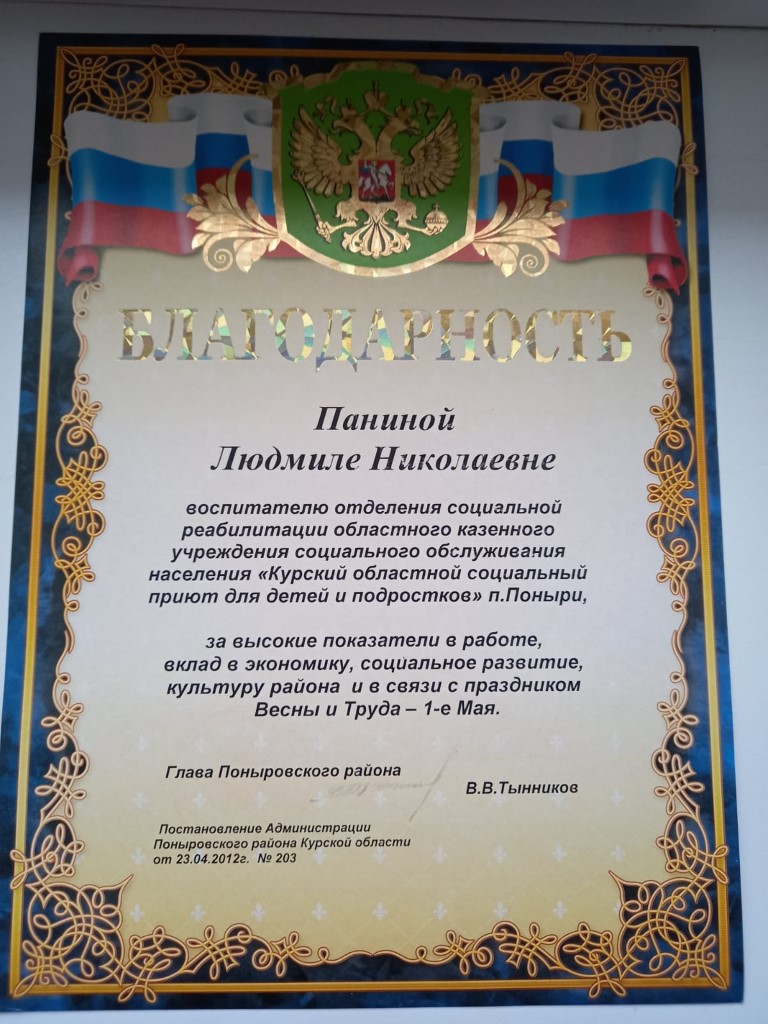 БЛАГОДАРНОСТЬ
Паниной
Людмиле Николаевне
воспитателю отделения социальной
реабилитации областного казенного
учреждения социального обслуживания
населения «Курский областной социальный
приют для детей и подростков» п.Поныри,
за высокие показатели в работе,
вклад в экономику, социальное развитие,
культуру района и в связи с праздником
Весны и Труда – 1-е Мая.
Глава Поныровского района
В.В.Тынников
Постановление Администрации
Поныровского района Курской области
от 23.04.2012г. № 203